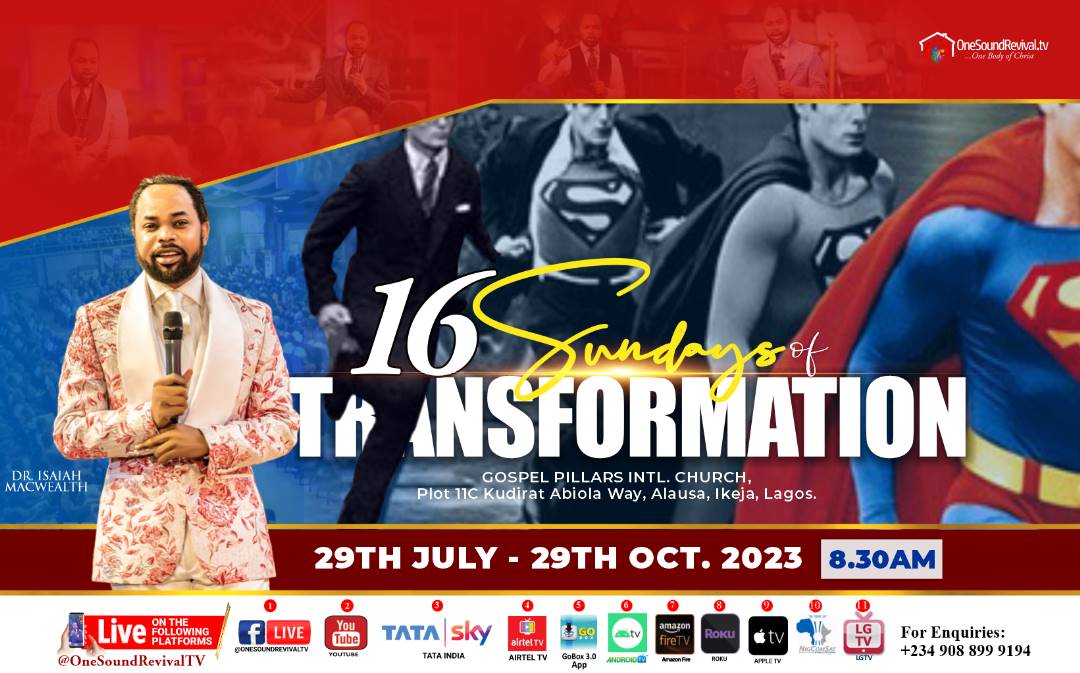 OneSoundRevival.tv
...One Body of Christ
16 Sundays of
TRANSFORMATION
GOSPEL PILLARS INTL. CHURCH,
Plot 11C Kudirat Abiola Way, Alausa, Ikeja, Lagos.
DR. ISAIAH
MACWEALTH
29TH JULY - 29TH OCT. 2023 8.30AM
Live ON THE
FOLLOWING
PLATFORMS
@OneSoundRevivalTV
1
f LIVE
@ONESOUNDREVIVALTV
2
You
Tube
YOUTUBE
3
TATA sky
TATA INDIA
4
airtel TV
AIRTEL TV
5
GO
GoBox 3.0
App
6
tv
ANDROID TV
7
amazon
fireTV
Amazon Fire
8
ROKU
ROKU
9
tv
APPLE TV
10
NIGCOMSAT
11
LG
TV
LGTV
For Enquiries:
+234 908 899 9194